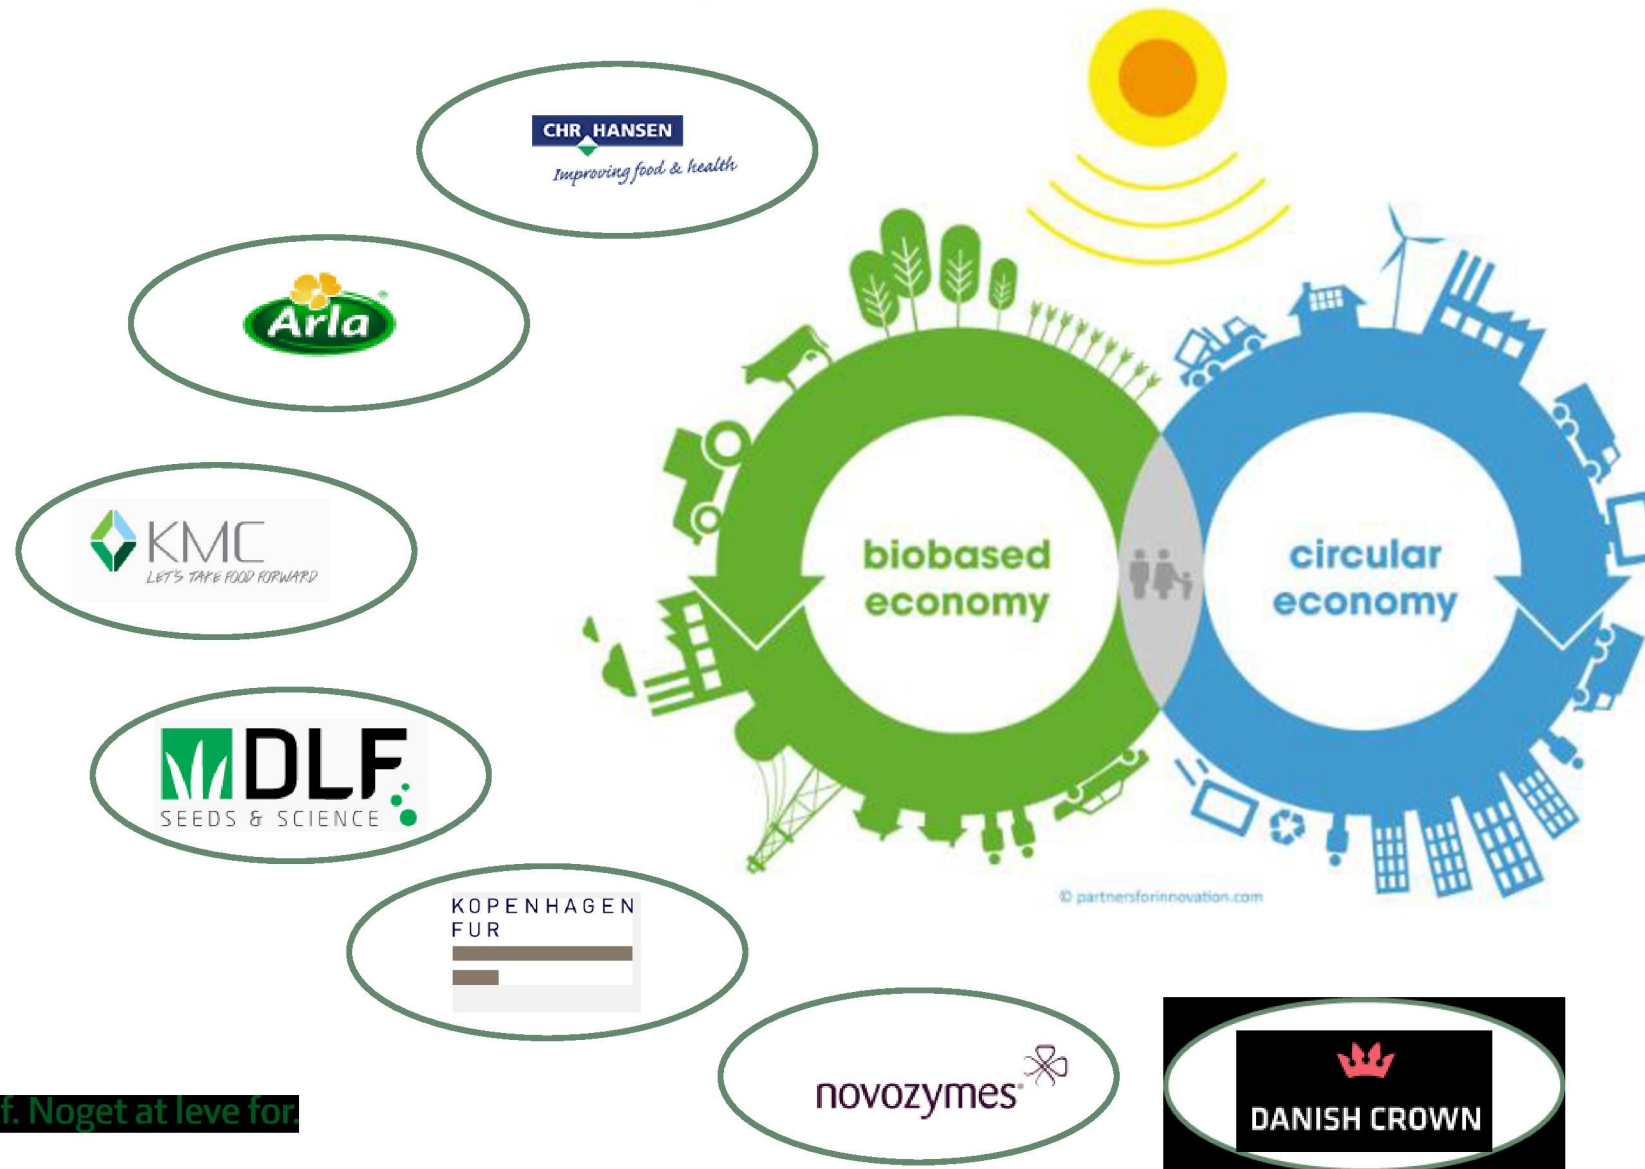 CHR HANSEN
Improving food & health
Arla
KMC
LET'S TAKE FOOD FORWARD
DLF
SEEDS & SCIENCE
KOPENHAGEN
FUR
novozymes
DANISH CROWN
biobased
economy
circular
economy
© partnersforinnovation.com
f. Noget at leve for.